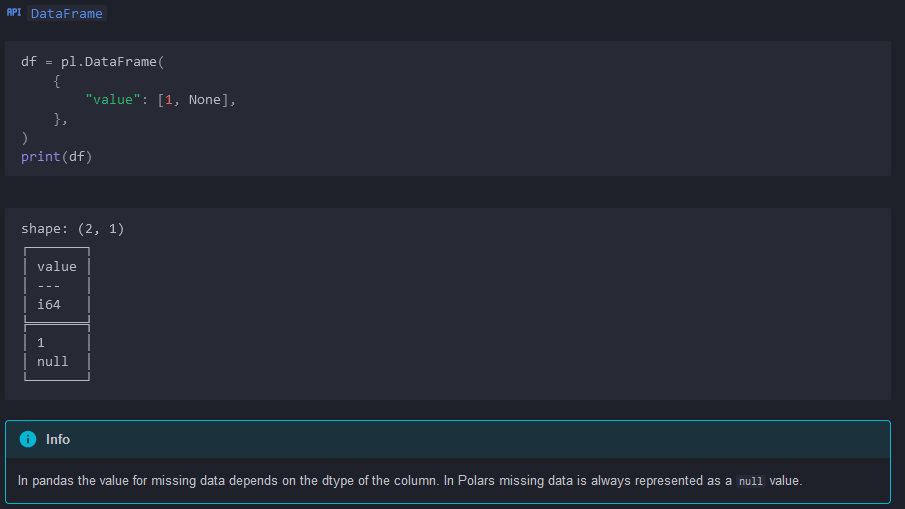 API DataFrame
df = pl.DataFrame(
    {
        "value": [1, None],
    },
)
print(df)
shape: (2, 1)
┌───────┐
│ value │
│ ---   │
│ i64   │
╞═══════╡
│ 1     │
│ null  │
└───────┘
Info
In pandas the value for missing data depends on the dtype of the column. In Polars missing data is always represented as a null value.